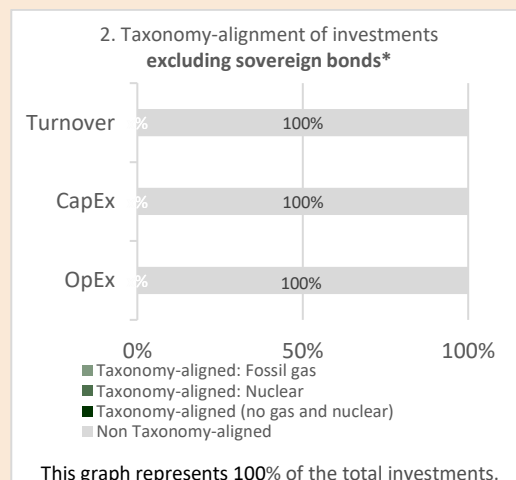 2. Taxonomy-alignment of investments
excluding sovereign bonds*
Turnover
%
100%
CapEx
%
100%
OpEx
%
100%
0%
50%
100%
Taxonomy-aligned: Fossil gas
Taxonomy-aligned: Nuclear
Taxonomy-aligned (no gas and nuclear)
Non Taxonomy-aligned
This graph represents 100% of the total investments.